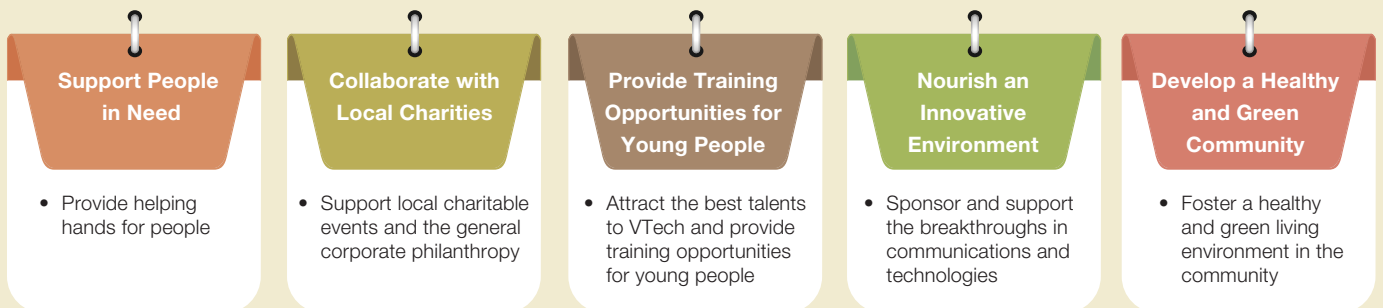 Support People
in Need
• Provide helping
hands for people
Collaborate with
Local Charities
• Support local charitable
events and the general
corporate philanthropy
Provide Training
Opportunities for
Young People
• Attract the best talents
to VTech and provide
training opportunities
for young people
Nourish an
Innovative
Environment
• Sponsor and support
the breakthroughs in
communications and
technologies
Develop a Healthy
and Green
Community
• Foster a healthy
and green living
environment in the
community